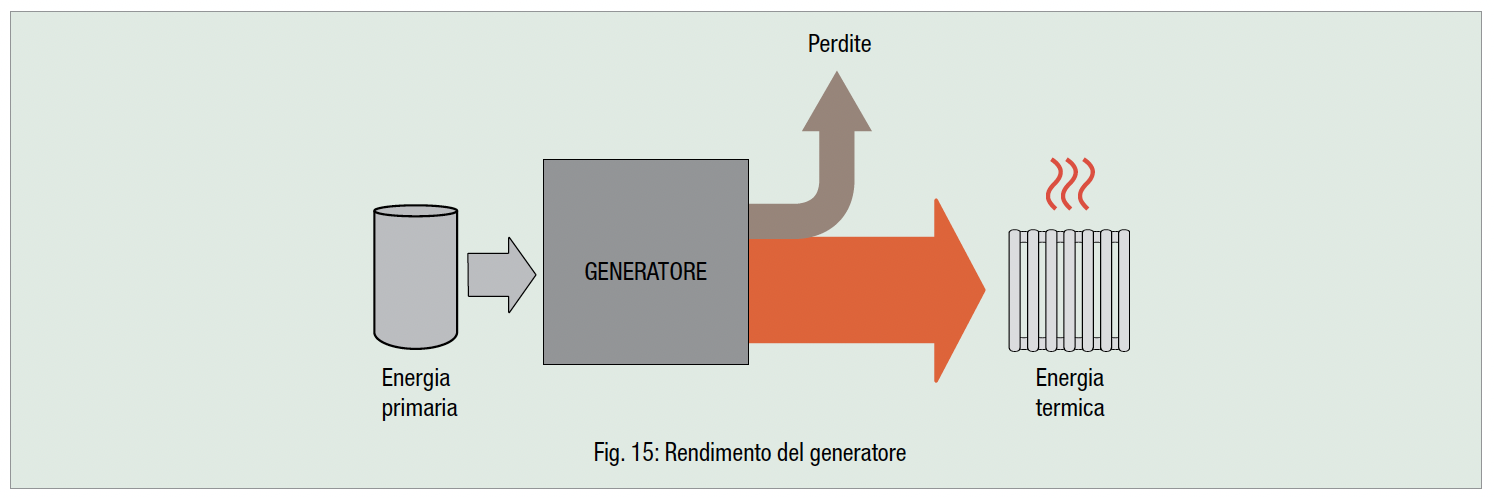 Perdite
GENERATORE
Energia
primaria
Energia
termica
Fig. 15: Rendimento del generatore